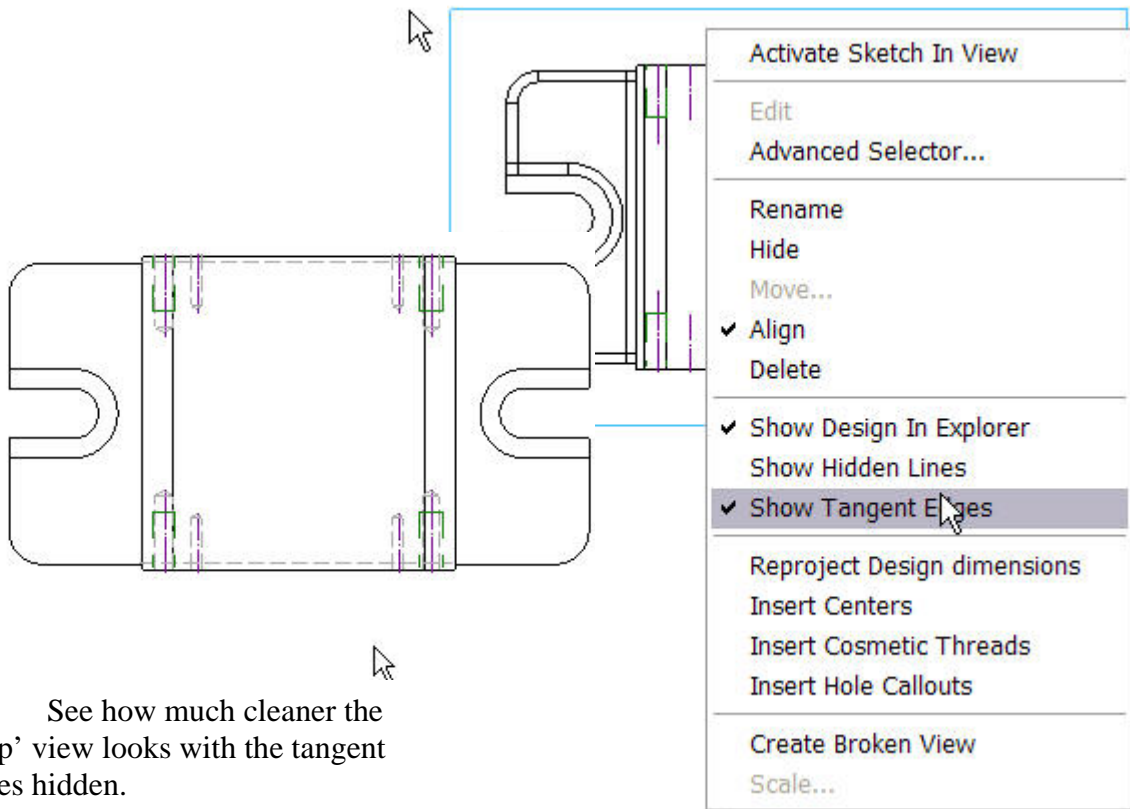 Activate Sketch In View
Edit
Advanced Selector...
Rename
Hide
Move...
Align
Delete
Show Design In Explorer
Show Hidden Lines
Show Tangent Edges
Reproject Design dimensions
Insert Centers
Insert Cosmetic Threads
Insert Hole Callouts
Create Broken View
Scale...
See how much cleaner the
p’ view looks with the tangent
es hidden.